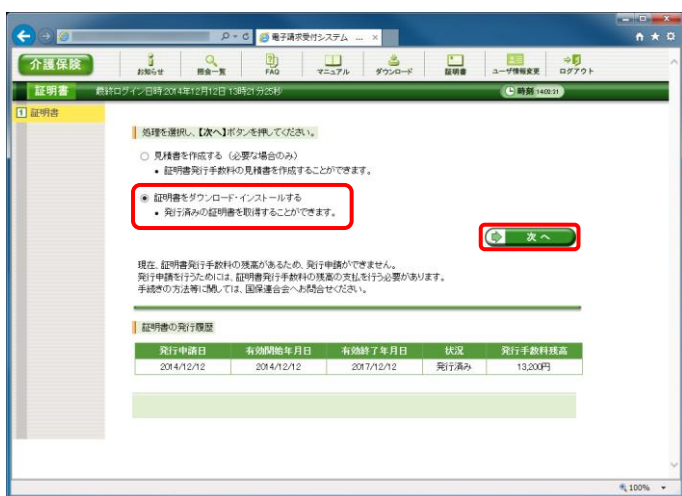 電子請求受付システム ... ×
介護保険
お知らせ
照会一覧
FAQ
マニュアル
ダウンロード
証明書
ユーザ情報変更
ログアウト
証明書 最終ログイン日時 2014年12月12日 13時21分25秒
時刻 14:02:31
1 証明書
処理を選択し、【次へ】ボタンを押してください。
見積書を作成する（必要な場合のみ）
• 証明書発行手数料の見積書を作成することができます。
証明書をダウンロード・インストールする
• 発行済みの証明書を取得することができます。
次へ
現在、証明書発行手数料の残高があるため、発行申請ができません。
発行申請を行うためには、証明書発行手数料の残高の支払を行う必要があります。
手続きの方法等に関しては、国保連合会へお問合せください。
証明書の発行履歴
発行申請日 有効開始年月日 有効終了年月日 状況 発行手数料残高
2014/12/12 2014/12/12 2017/12/12 発行済み 13,200円
100%